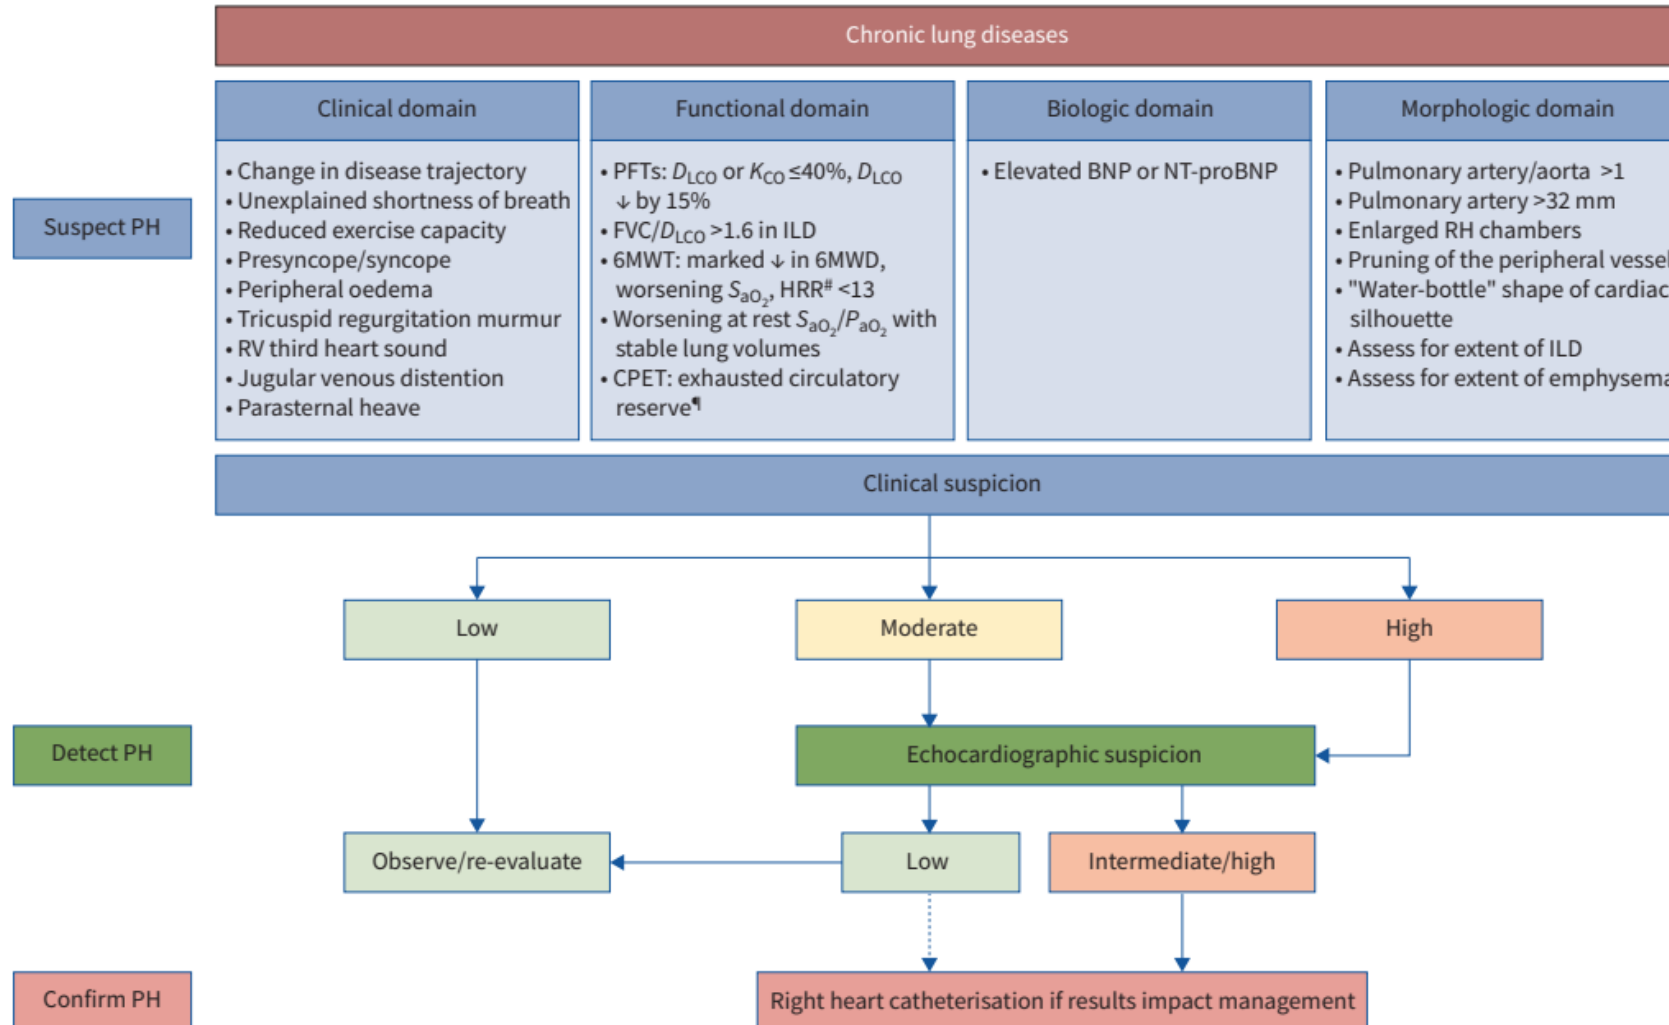 Chronic lung diseases
Suspect PH
Clinical domain
• Change in disease trajectory
• Unexplained shortness of breath
• Reduced exercise capacity
• Presyncope/syncope
• Peripheral oedema
• Tricuspid regurgitation murmur
• RV third heart sound
• Jugular venous distention
• Parasternal heave
Functional domain
• PFTs: DLCO or KCO ≤40%, DLCO
↓ by 15%
• FVC/DLCO >1.6 in ILD
• 6MWT: marked ↓ in 6MWD,
worsening SaO2, HRR# <13
• Worsening at rest SaO2/PaO2 with
stable lung volumes
• CPET: exhausted circulatory
reserve¶
Biologic domain
• Elevated BNP or NT-proBNP
Morphologic domain
• Pulmonary artery/aorta >1
• Pulmonary artery >32 mm
• Enlarged RH chambers
• Pruning of the peripheral vessel
• "Water-bottle" shape of cardiac
silhouette
• Assess for extent of ILD
• Assess for extent of emphysema
Clinical suspicion
Low
Moderate
High
Detect PH
Echocardiographic suspicion
Observe/re-evaluate
Low
Intermediate/high
Confirm PH
Right heart catheterisation if results impact management